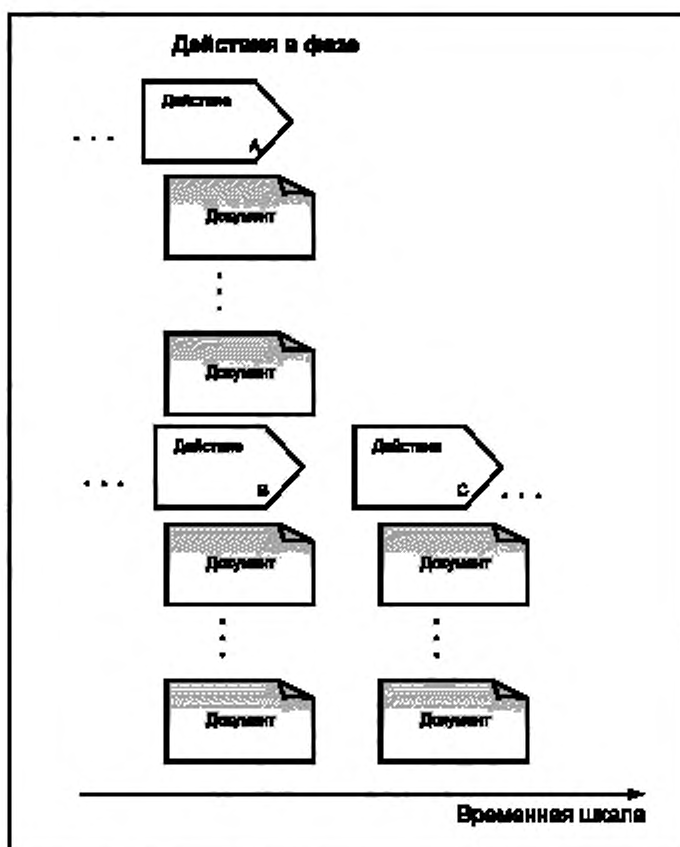 Действия в фазе
Действие
. . .
A
Документ
Документ
Действие
Действие
. . .
B
C
. . .
Документ
Документ
Документ
Документ
Временная шкала